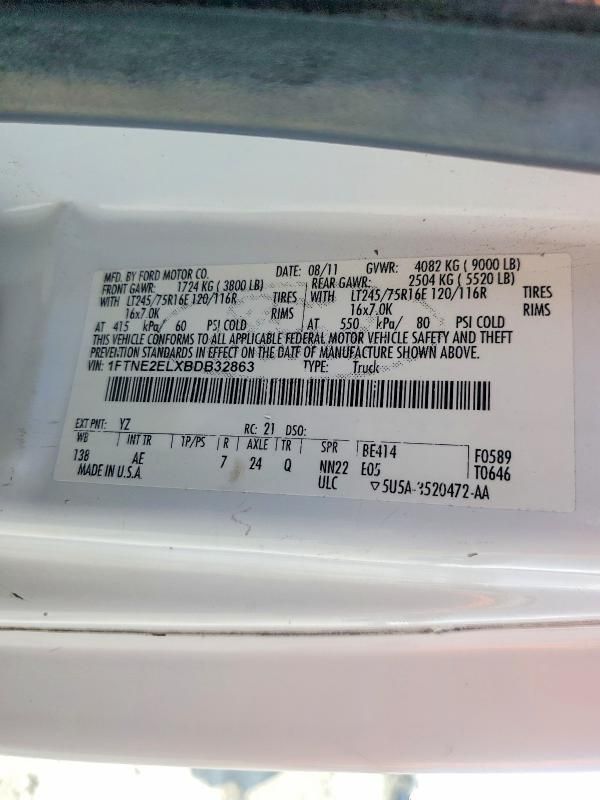 MFD. BY FORD MOTOR CO. DATE: 08/11 GVWR: 4082 KG ( 9000 LB)
FRONT GAWR: 1724 KG ( 3800 LB) REAR GAWR: 2504 KG ( 5520 LB)
WITH LT245/75R16E 120/116R TIRES WITH LT245/75R16E 120/116R TIRES
16x7.0K RIMS 16x7.0K RIMS
AT 415 kPa/ 60 PSI COLD AT 550 kPa/ 80 PSI COLD
THIS VEHICLE CONFORMS TO ALL APPLICABLE FEDERAL MOTOR VEHICLE SAFETY AND THEFT
PREVENTION STANDARDS IN EFFECT ON THE DATE OF MANUFACTURE SHOWN ABOVE.
VIN: 1FTNE2ELXBDB32863 TYPE: Truck
EXT PNT: YZ RC: 21 DSO:
WB INT TR TP/PS R AXLE TR SPR BE414 F0589
138 AE 7 24 Q NN22 E05 T0646
MADE IN U.S.A. ULC ▽5U5A-3520472-AA